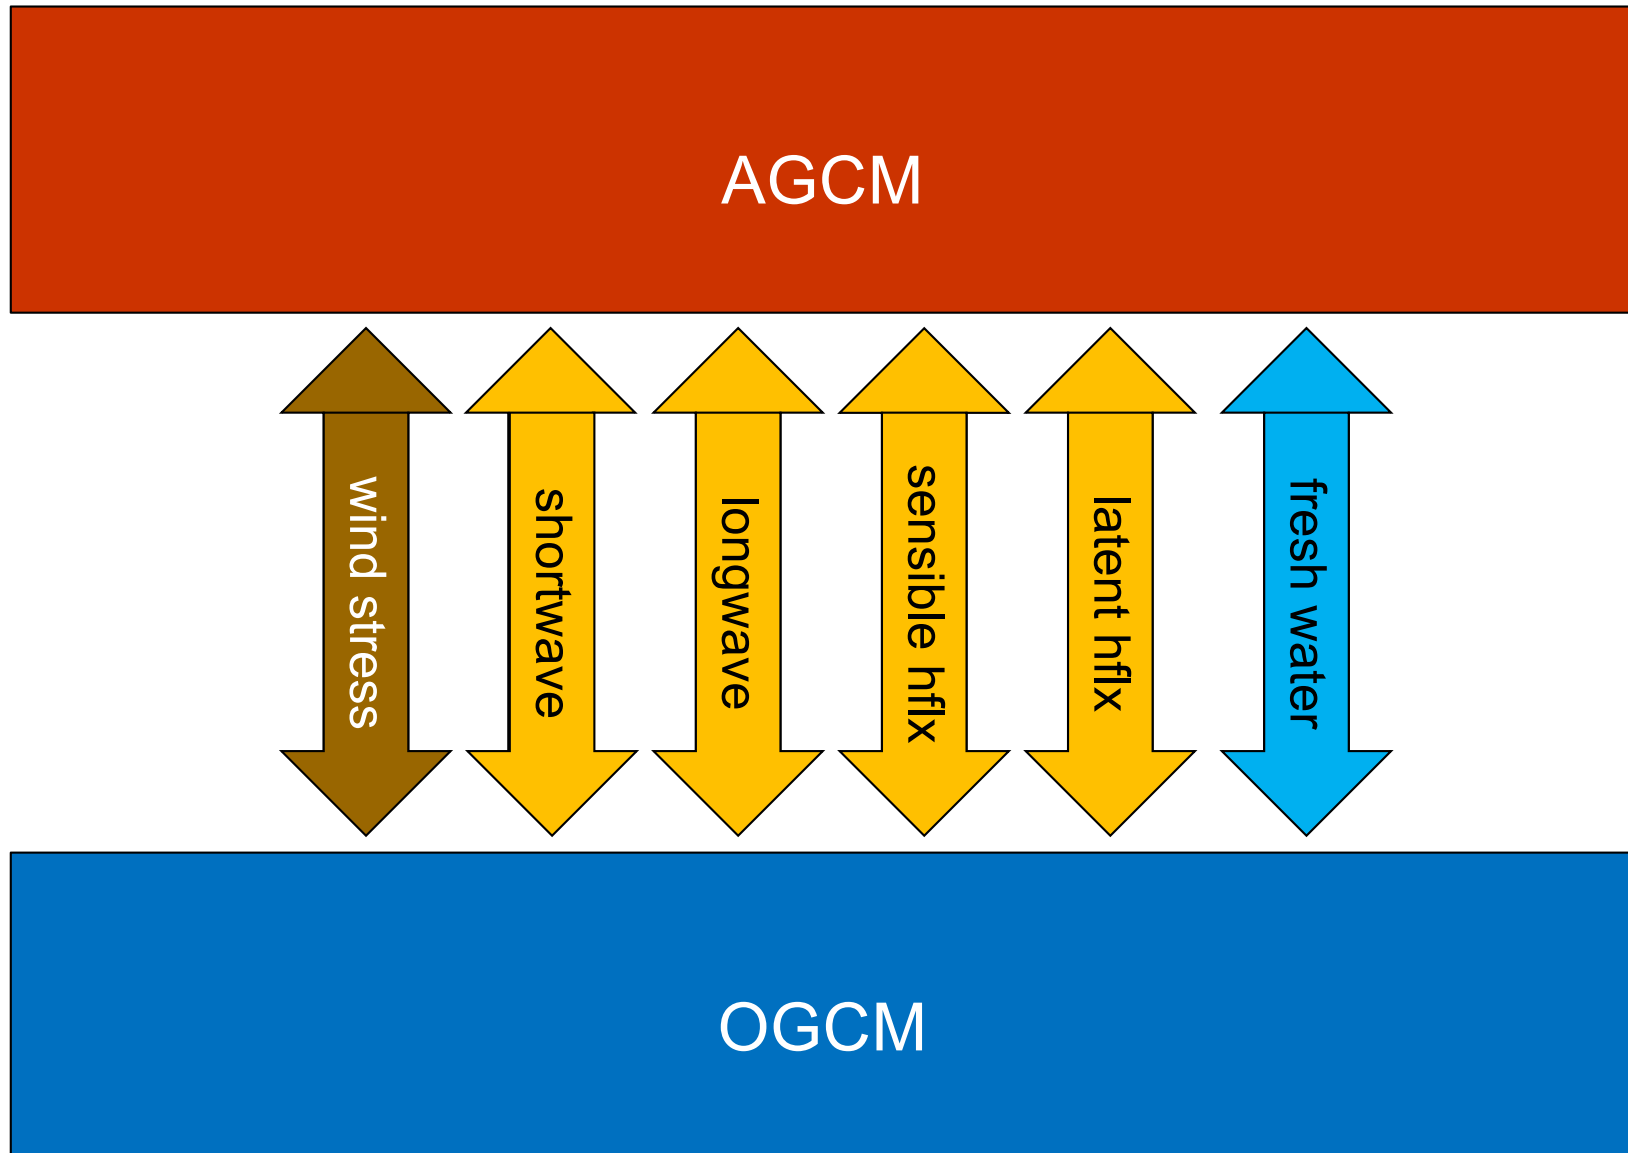 AGCM
wind stress
shortwave
longwave
sensible hflx
latent hflx
fresh water
OGCM